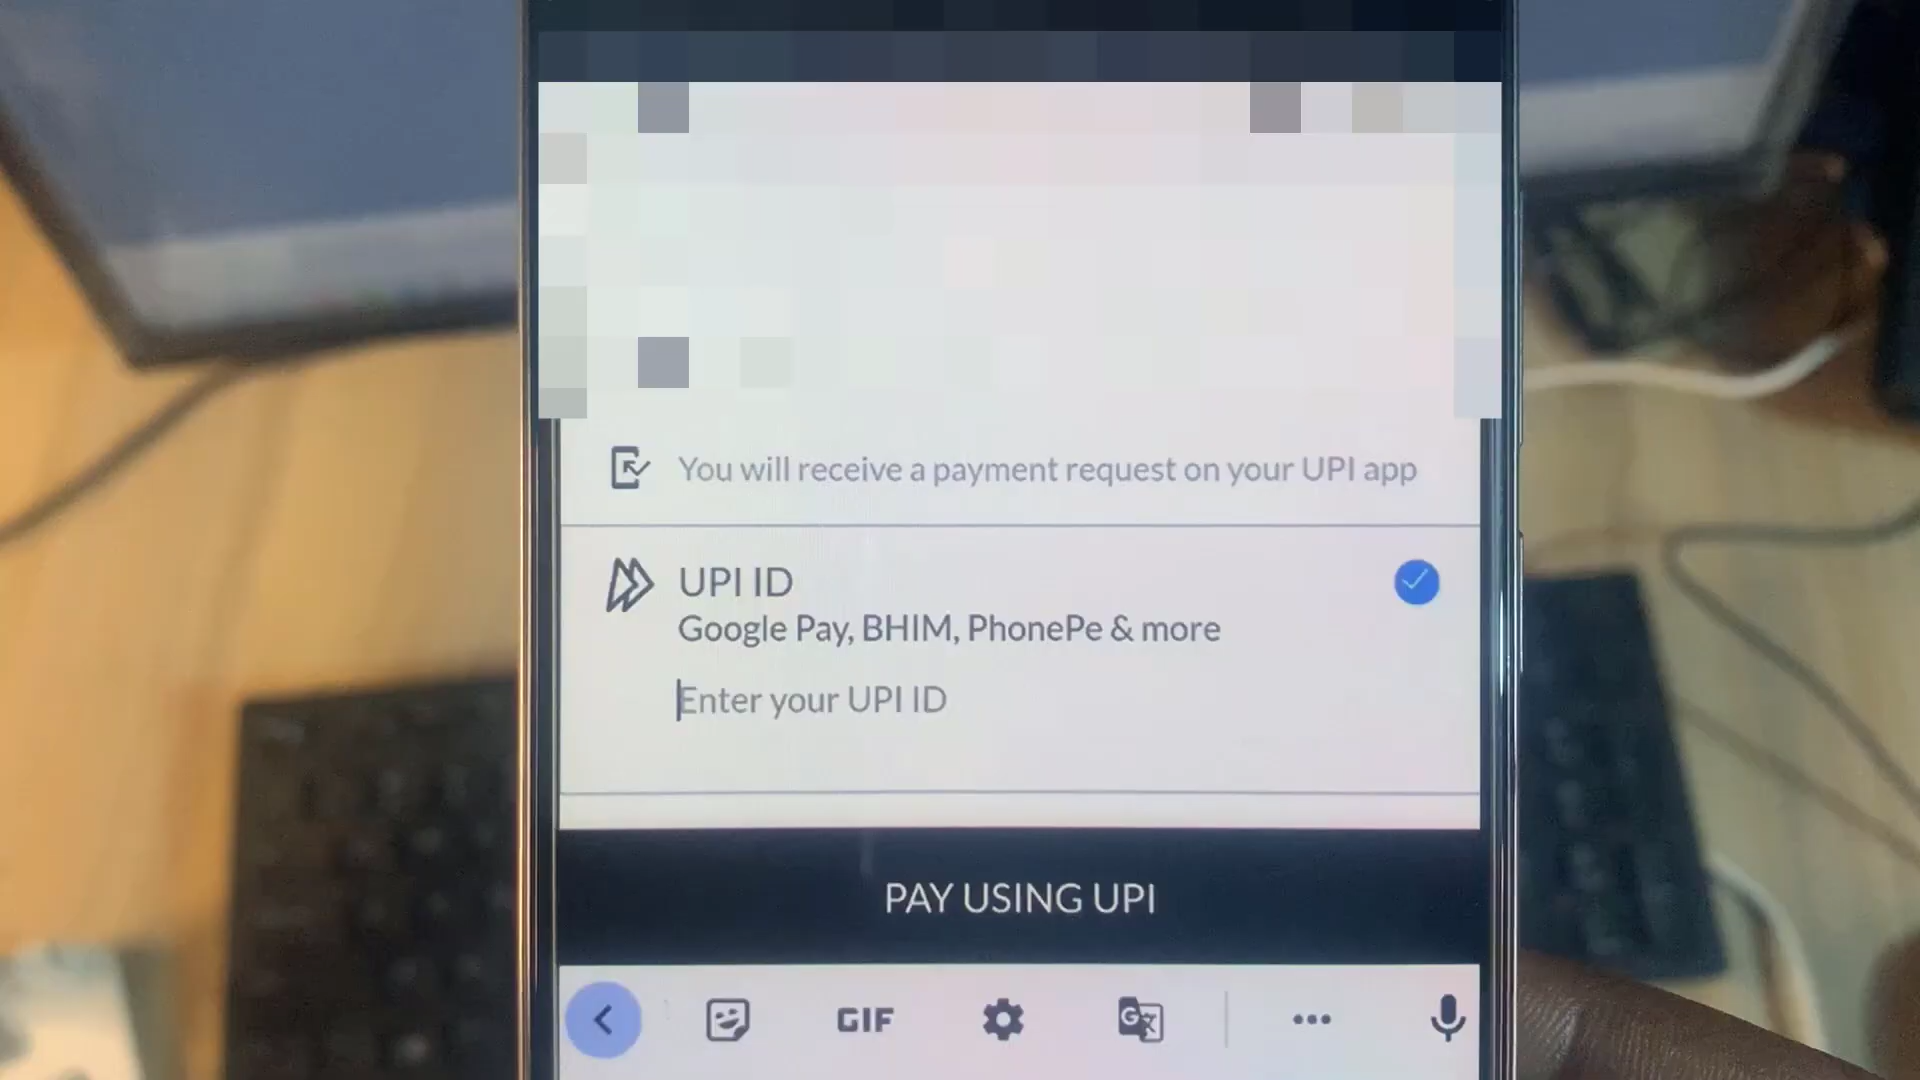 You will receive a payment request on your UPI app
UPI ID
Google Pay, BHIM, PhonePe & more
Enter your UPI ID
PAY USING UPI
GIF